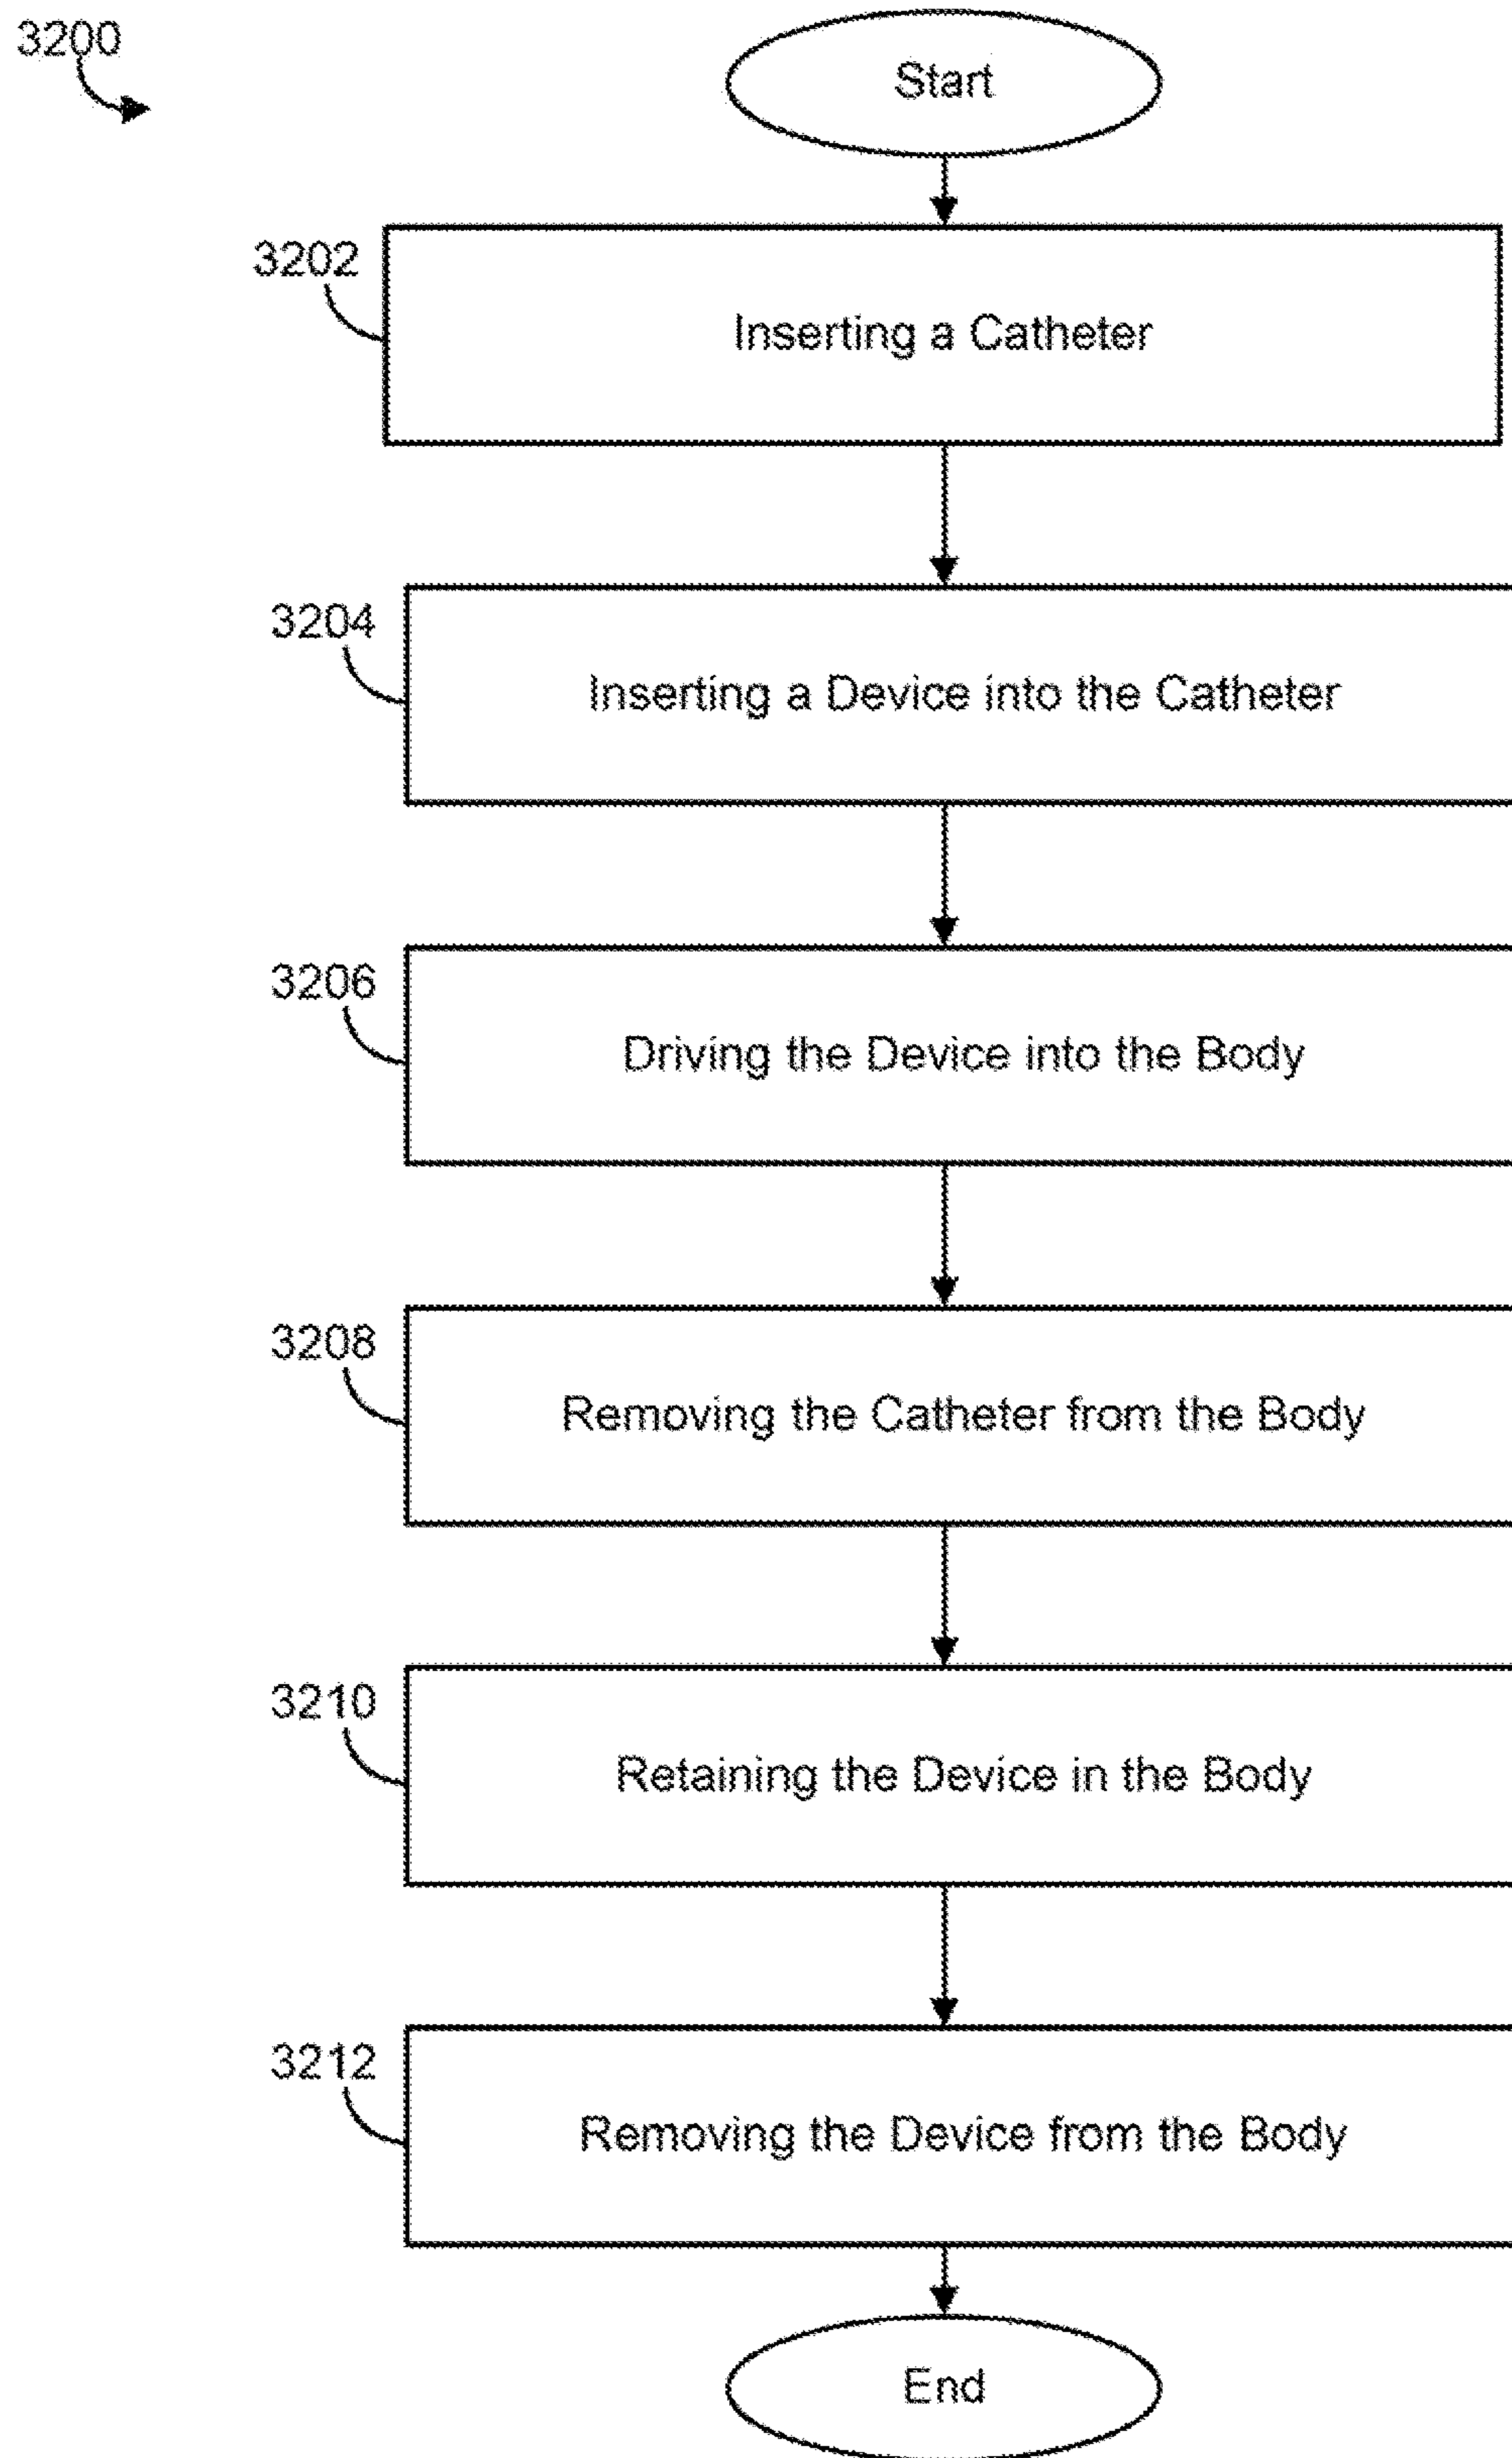 3200
Start
3202
Inserting a Catheter
3204
Inserting a Device into the Catheter
3206
Driving the Device into the Body
3208
Removing the Catheter from the Body
3210
Retaining the Device in the Body
3212
Removing the Device from the Body
End